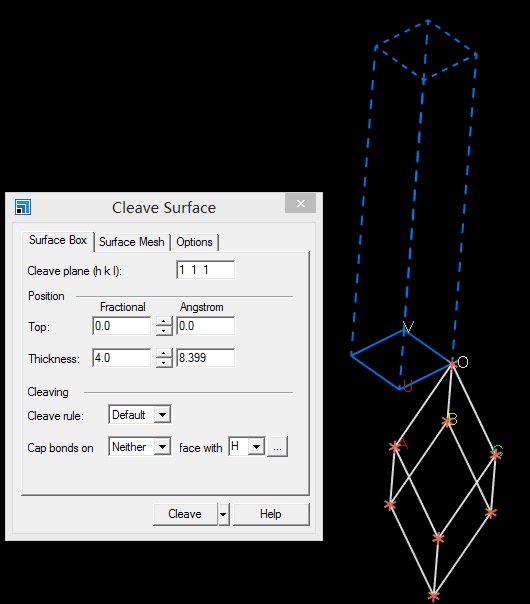 Cleave Surface
Surface Box Surface Mesh Options
Cleave plane (h k l): 1 1 1
Position
Fractional Angstrom
Top: 0.0 0.0
Thickness: 4.0 8.399
Cleaving
Cleave rule: Default
Cap bonds on Neither face with H ...
Cleave Help
V
U
O
B
A
C